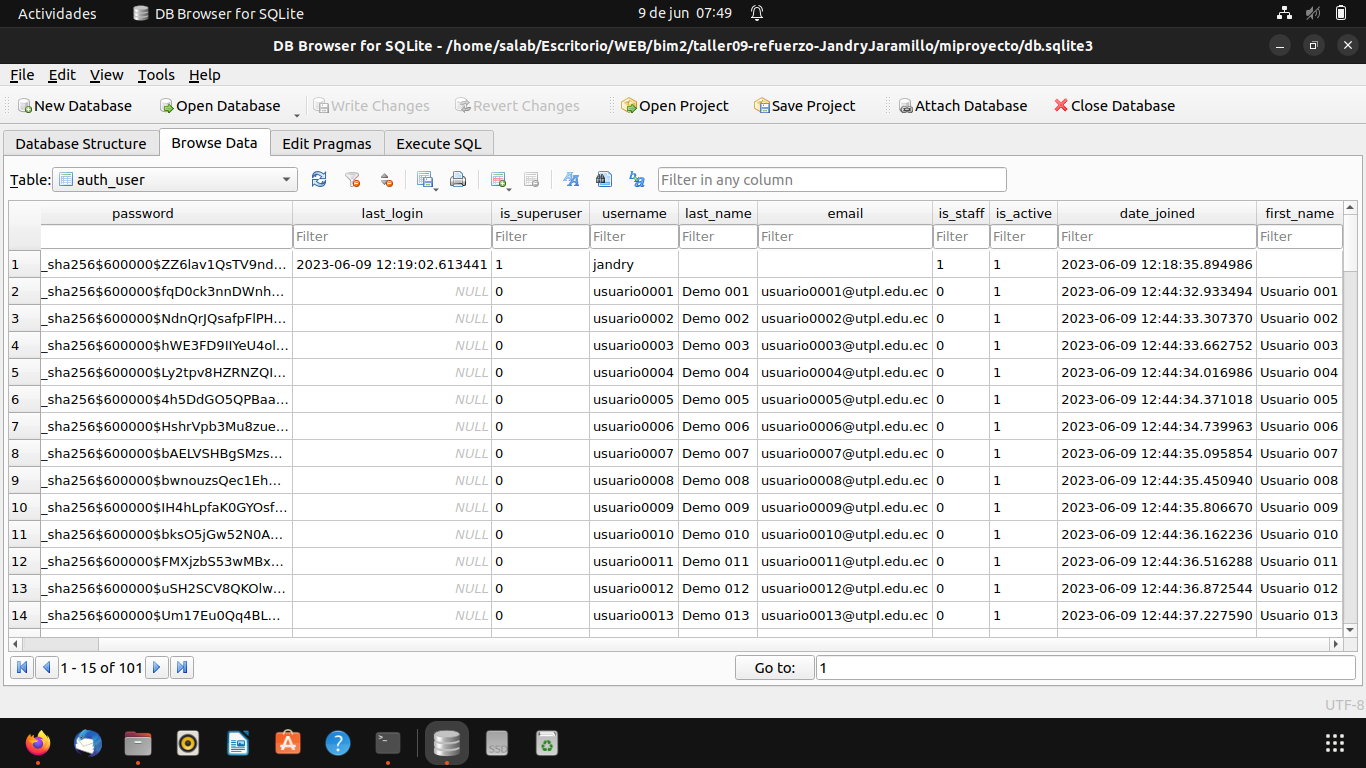 Actividades DB Browser for SQLite 9 de jun 07:49
DB Browser for SQLite - /home/salab/Escritorio/WEB/bim2/taller09-refuerzo-JandryJaramillo/miproyecto/db.sqlite3
File Edit View Tools Help
New Database Open Database Write Changes Revert Changes Open Project Save Project Attach Database Close Database
Database Structure Browse Data Edit Pragmas Execute SQL
Table: auth_user Filter in any column
password last_login is_superuser username last_name email is_staff is_active date_joined first_name
Filter Filter Filter Filter Filter Filter Filter Filter Filter
1 _sha256$600000$ZZ6lav1QsTV9nd... 2023-06-09 12:19:02.613441 1 jandry 1 1 2023-06-09 12:18:35.894986
2 _sha256$600000$fqD0ck3nnDWnh... NULL 0 usuario0001 Demo 001 usuario0001@utpl.edu.ec 0 1 2023-06-09 12:44:32.933494 Usuario 001
3 _sha256$600000$NdnQrJQsafpFlPH... NULL 0 usuario0002 Demo 002 usuario0002@utpl.edu.ec 0 1 2023-06-09 12:44:33.307370 Usuario 002
4 _sha256$600000$hWE3FD9IIYeU4ol... NULL 0 usuario0003 Demo 003 usuario0003@utpl.edu.ec 0 1 2023-06-09 12:44:33.662752 Usuario 003
5 _sha256$600000$Ly2tpv8HZRNZQI... NULL 0 usuario0004 Demo 004 usuario0004@utpl.edu.ec 0 1 2023-06-09 12:44:34.016986 Usuario 004
6 _sha256$600000$4h5DdGO5QPBaa... NULL 0 usuario0005 Demo 005 usuario0005@utpl.edu.ec 0 1 2023-06-09 12:44:34.371018 Usuario 005
7 _sha256$600000$HshrVpb3Mu8zue... NULL 0 usuario0006 Demo 006 usuario0006@utpl.edu.ec 0 1 2023-06-09 12:44:34.739963 Usuario 006
8 _sha256$600000$bAELVSHBgSMzs... NULL 0 usuario0007 Demo 007 usuario0007@utpl.edu.ec 0 1 2023-06-09 12:44:35.095854 Usuario 007
9 _sha256$600000$bwnouzsQec1Eh... NULL 0 usuario0008 Demo 008 usuario0008@utpl.edu.ec 0 1 2023-06-09 12:44:35.450940 Usuario 008
10 _sha256$600000$IH4hLpfaK0GYOsf... NULL 0 usuario0009 Demo 009 usuario0009@utpl.edu.ec 0 1 2023-06-09 12:44:35.806670 Usuario 009
11 _sha256$600000$bksO5jGw52N0A... NULL 0 usuario0010 Demo 010 usuario0010@utpl.edu.ec 0 1 2023-06-09 12:44:36.162236 Usuario 010
12 _sha256$600000$FMXjzbS53wMBx... NULL 0 usuario0011 Demo 011 usuario0011@utpl.edu.ec 0 1 2023-06-09 12:44:36.516288 Usuario 011
13 _sha256$600000$uSH2SCV8QKOlw... NULL 0 usuario0012 Demo 012 usuario0012@utpl.edu.ec 0 1 2023-06-09 12:44:36.872544 Usuario 012
14 _sha256$600000$Um17Eu0Qq4BL... NULL 0 usuario0013 Demo 013 usuario0013@utpl.edu.ec 0 1 2023-06-09 12:44:37.227590 Usuario 013
1 - 15 of 101 Go to: 1
UTF-8
SSD